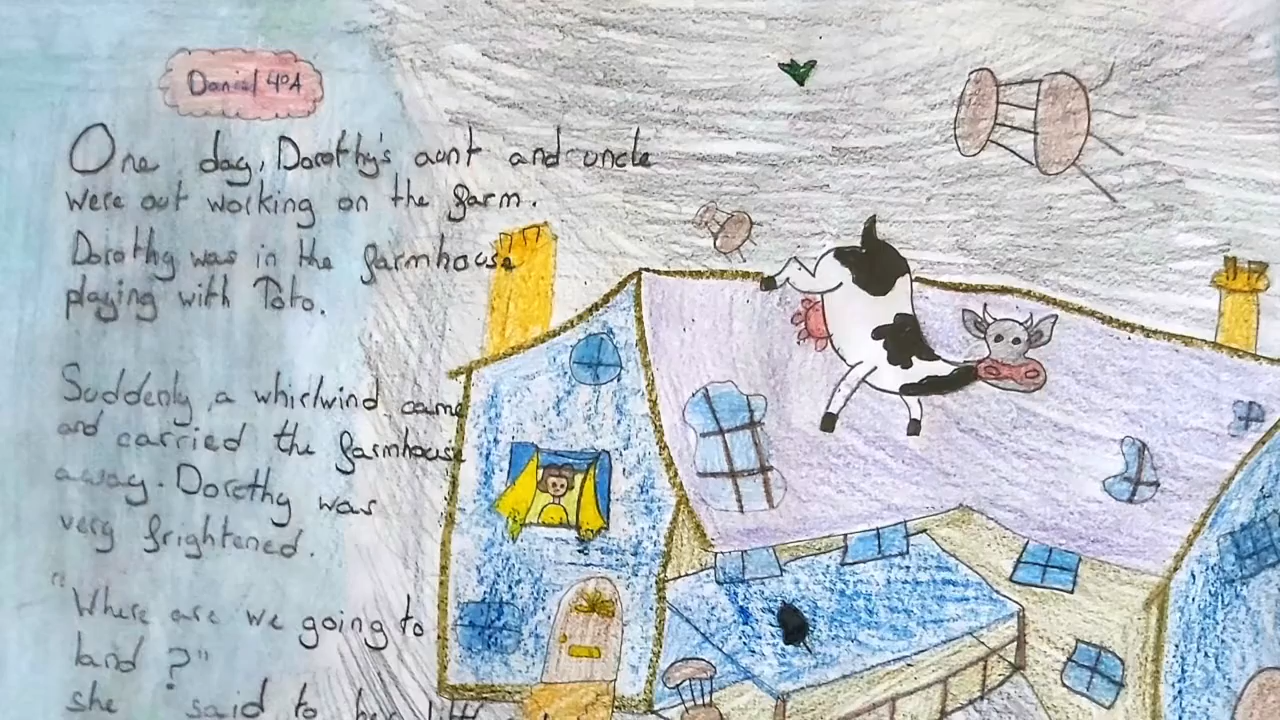 Daniel 4ºA
One day, Dorothy's aunt and uncle
were out working on the farm.
Dorothy was in the farmhouse
playing with Toto.
Suddenly, a whirlwind came
and carried the farmhouse
away. Dorothy was
very frightened.
"Where are we going to
land?"
she said to her little